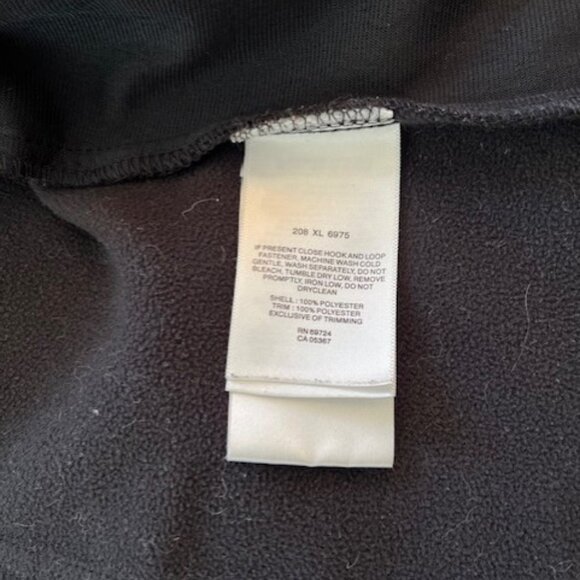 208 XL 6975
IF PRESENT CLOSE HOOK AND LOOP
FASTENER, MACHINE WASH COLD
GENTLE, WASH SEPARATELY, DO NOT
BLEACH, TUMBLE DRY LOW, REMOVE
PROMPTLY, IRON LOW, DO NOT
DRYCLEAN
SHELL : 100% POLYESTER
TRIM : 100% POLYESTER
EXCLUSIVE OF TRIMMING
RN 69724
CA 05367